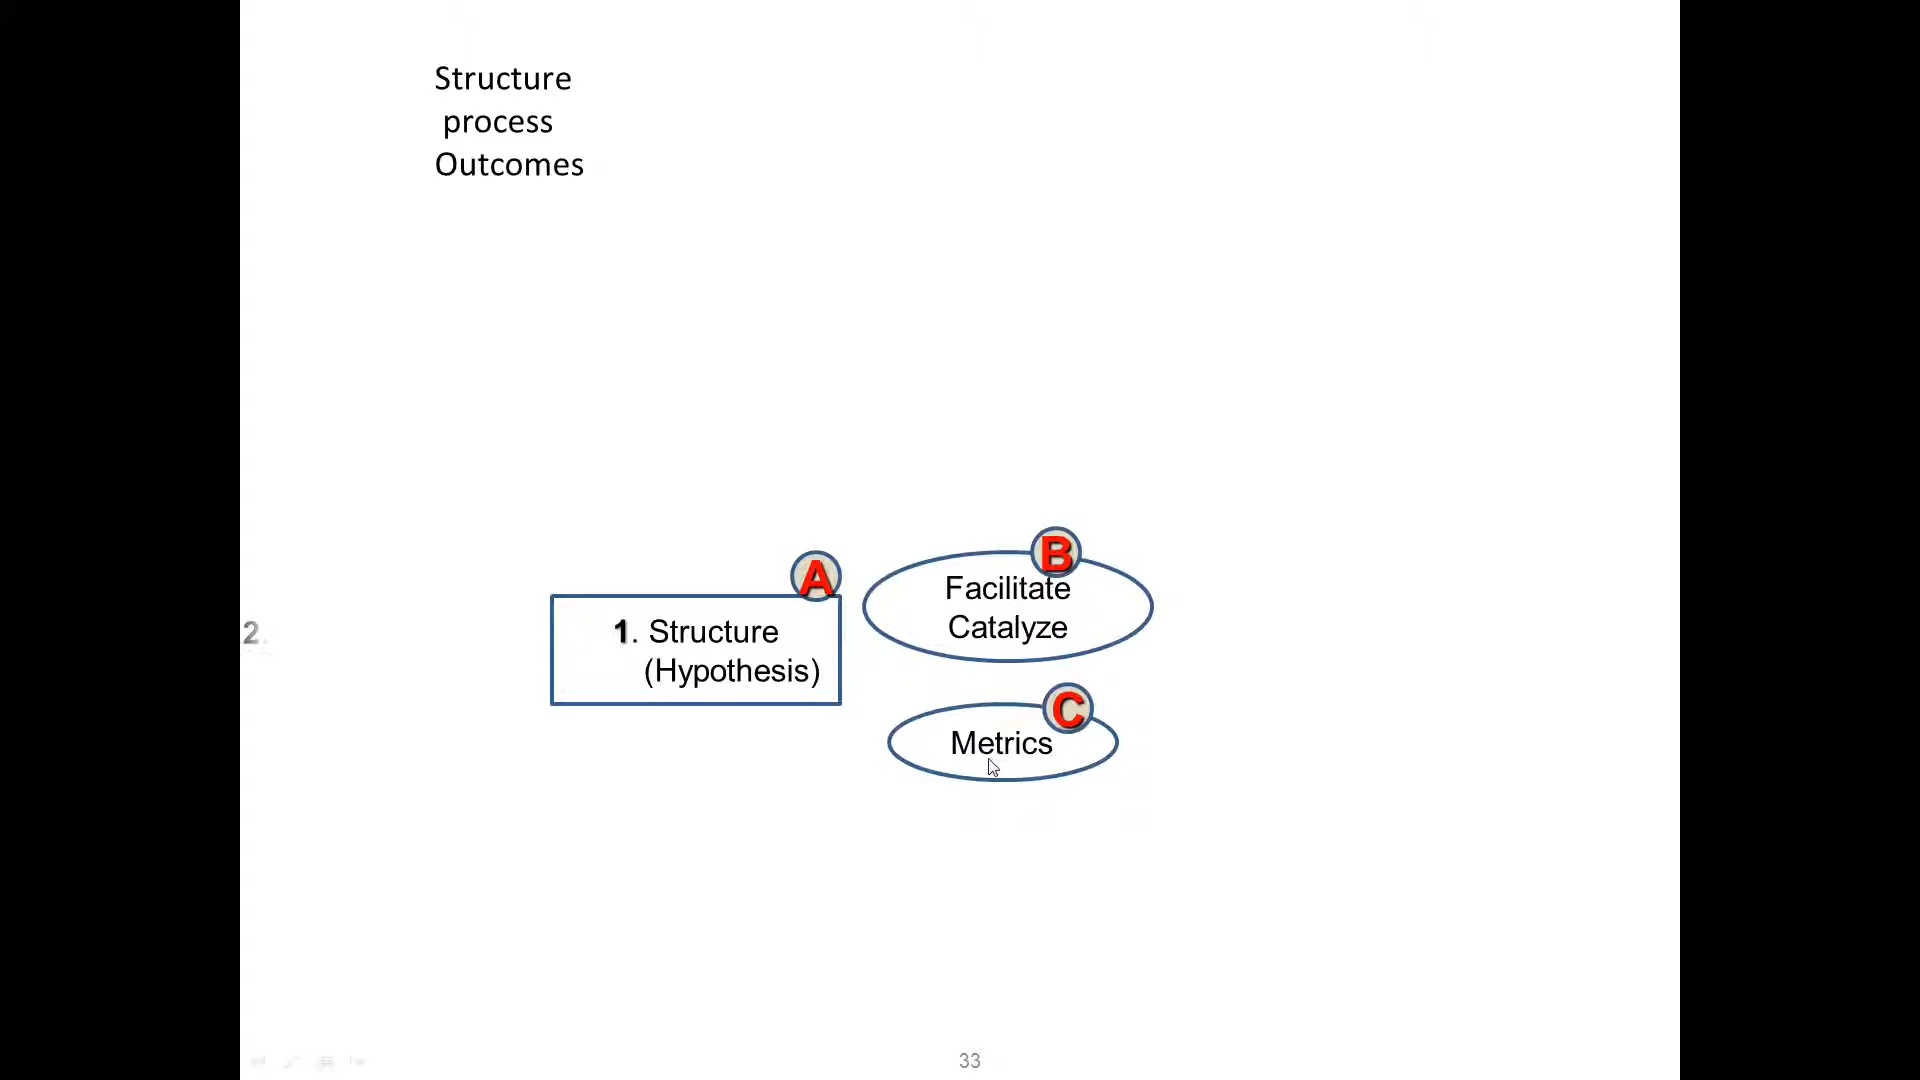 Structure
process
Outcomes
A
B
Facilitate
Catalyze
2.
1. Structure
(Hypothesis)
C
Metrics
33